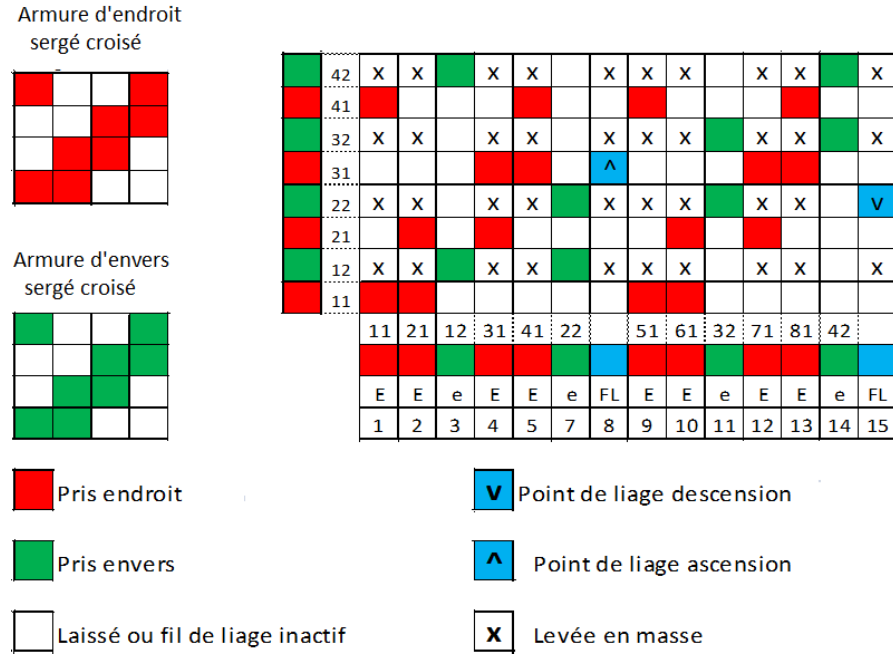 Armure d'endroit
sergé croisé
Armure d'envers
sergé croisé
42 x x x x x x x x x x
41
32 x x x x x x x x x x
31 ^
22 x x x x x x x x x v
21
12 x x x x x x x x x x
11
11 21 12 31 41 22 51 61 32 71 81 42
E E e E E e FL E E e E E e FL
1 2 3 4 5 7 8 9 10 11 12 13 14 15
Pris endroit
v Point de liage descension
Pris envers
^ Point de liage ascension
Laissé ou fil de liage inactif
x Levée en masse